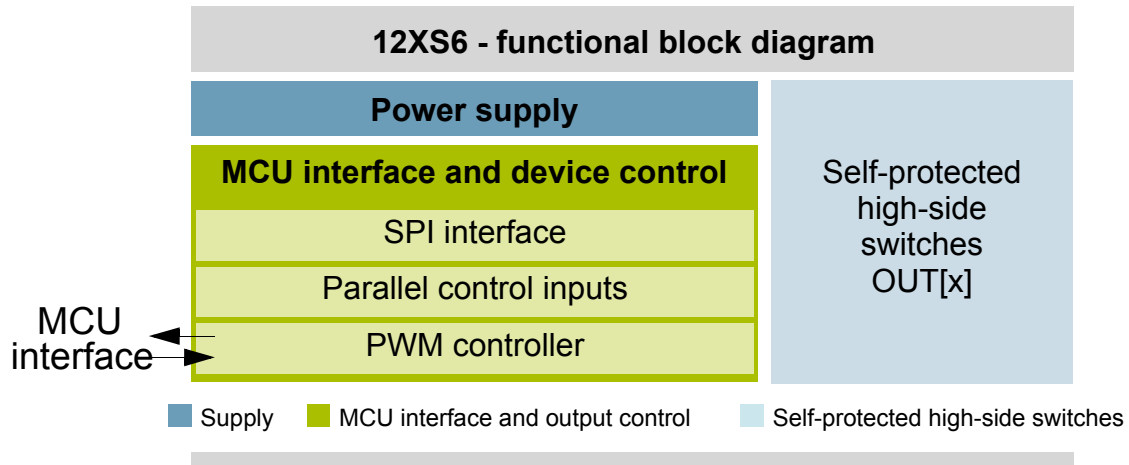 12XS6 - functional block diagram
Power supply
MCU interface and device control
SPI interface
Parallel control inputs
PWM controller
Self-protected
high-side
switches
OUT[x]
MCU
interface
Supply
MCU interface and output control
Self-protected high-side switches